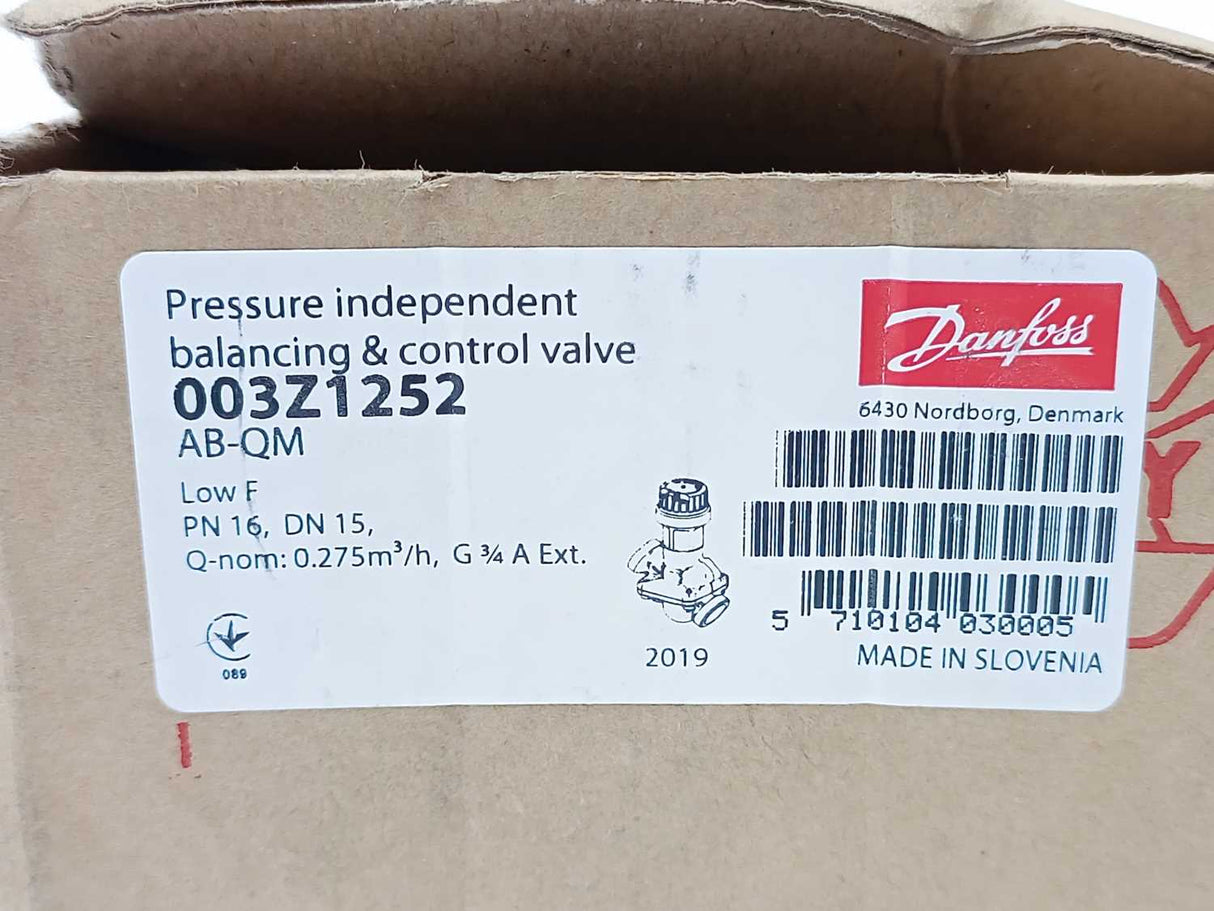 Pressure independent
balancing & control valve
003Z1252
AB-QM
Low F
PN 16, DN 15,
Q-nom: 0.275m³/h, G ¾ A Ext.
089
2019
Danfoss
6430 Nordborg, Denmark
5 710104 030005
MADE IN SLOVENIA